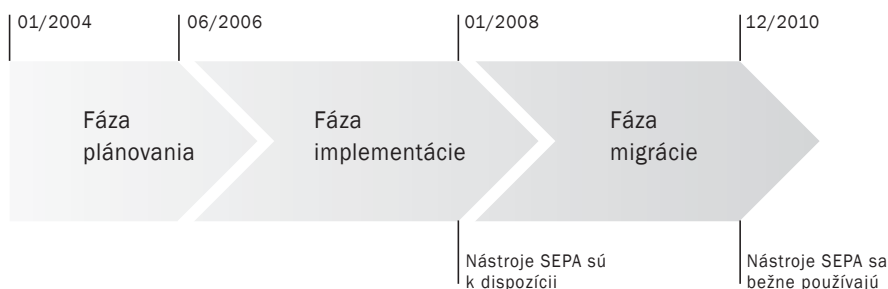 01/2004
06/2006
01/2008
12/2010
Fáza
plánovania
Fáza
implementácie
Fáza
migrácie
Nástroje SEPA sú
k dispozícii
Nástroje SEPA sa
bežne používajú